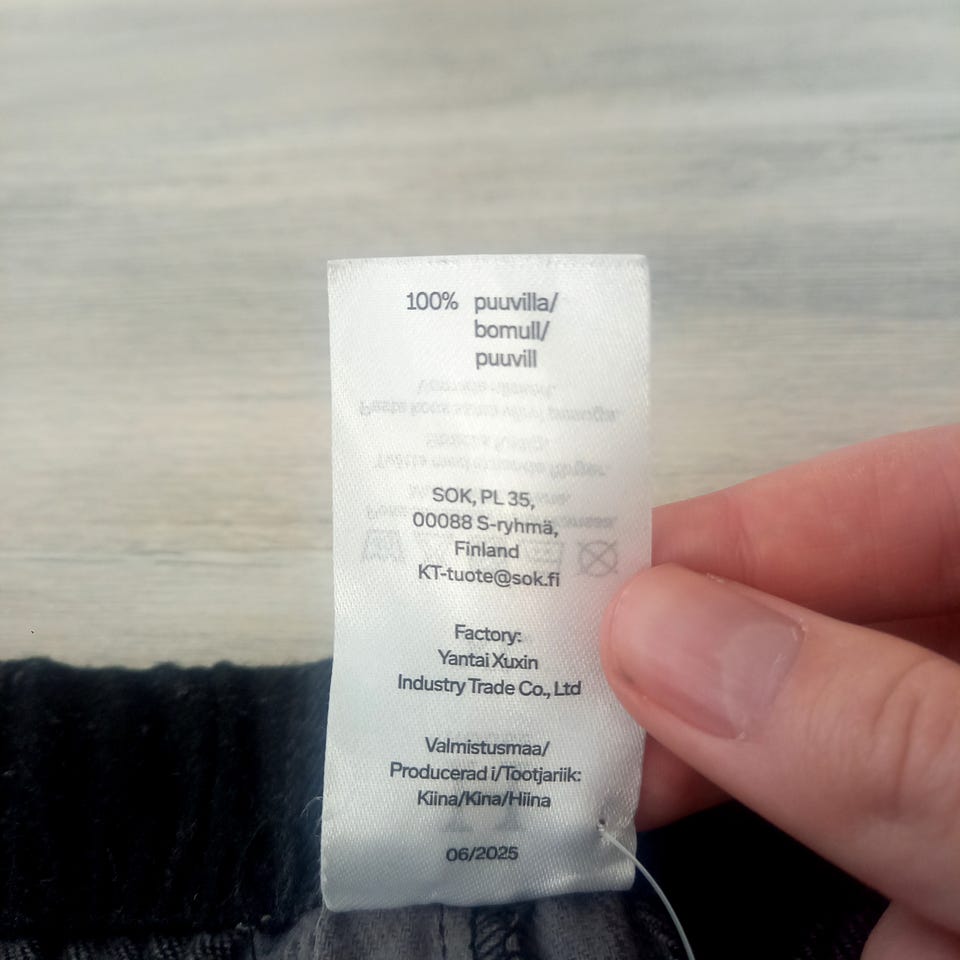 100% puuvilla/
bomull/
puuvill
SOK, PL 35,
00088 S-ryhmä,
Finland
KT-tuote@sok.fi
Factory:
Yantai Xuxin
Industry Trade Co., Ltd
Valmistusmaa/
Producerad i/Tootjariik:
Kiina/Kina/Hiina
06/2025